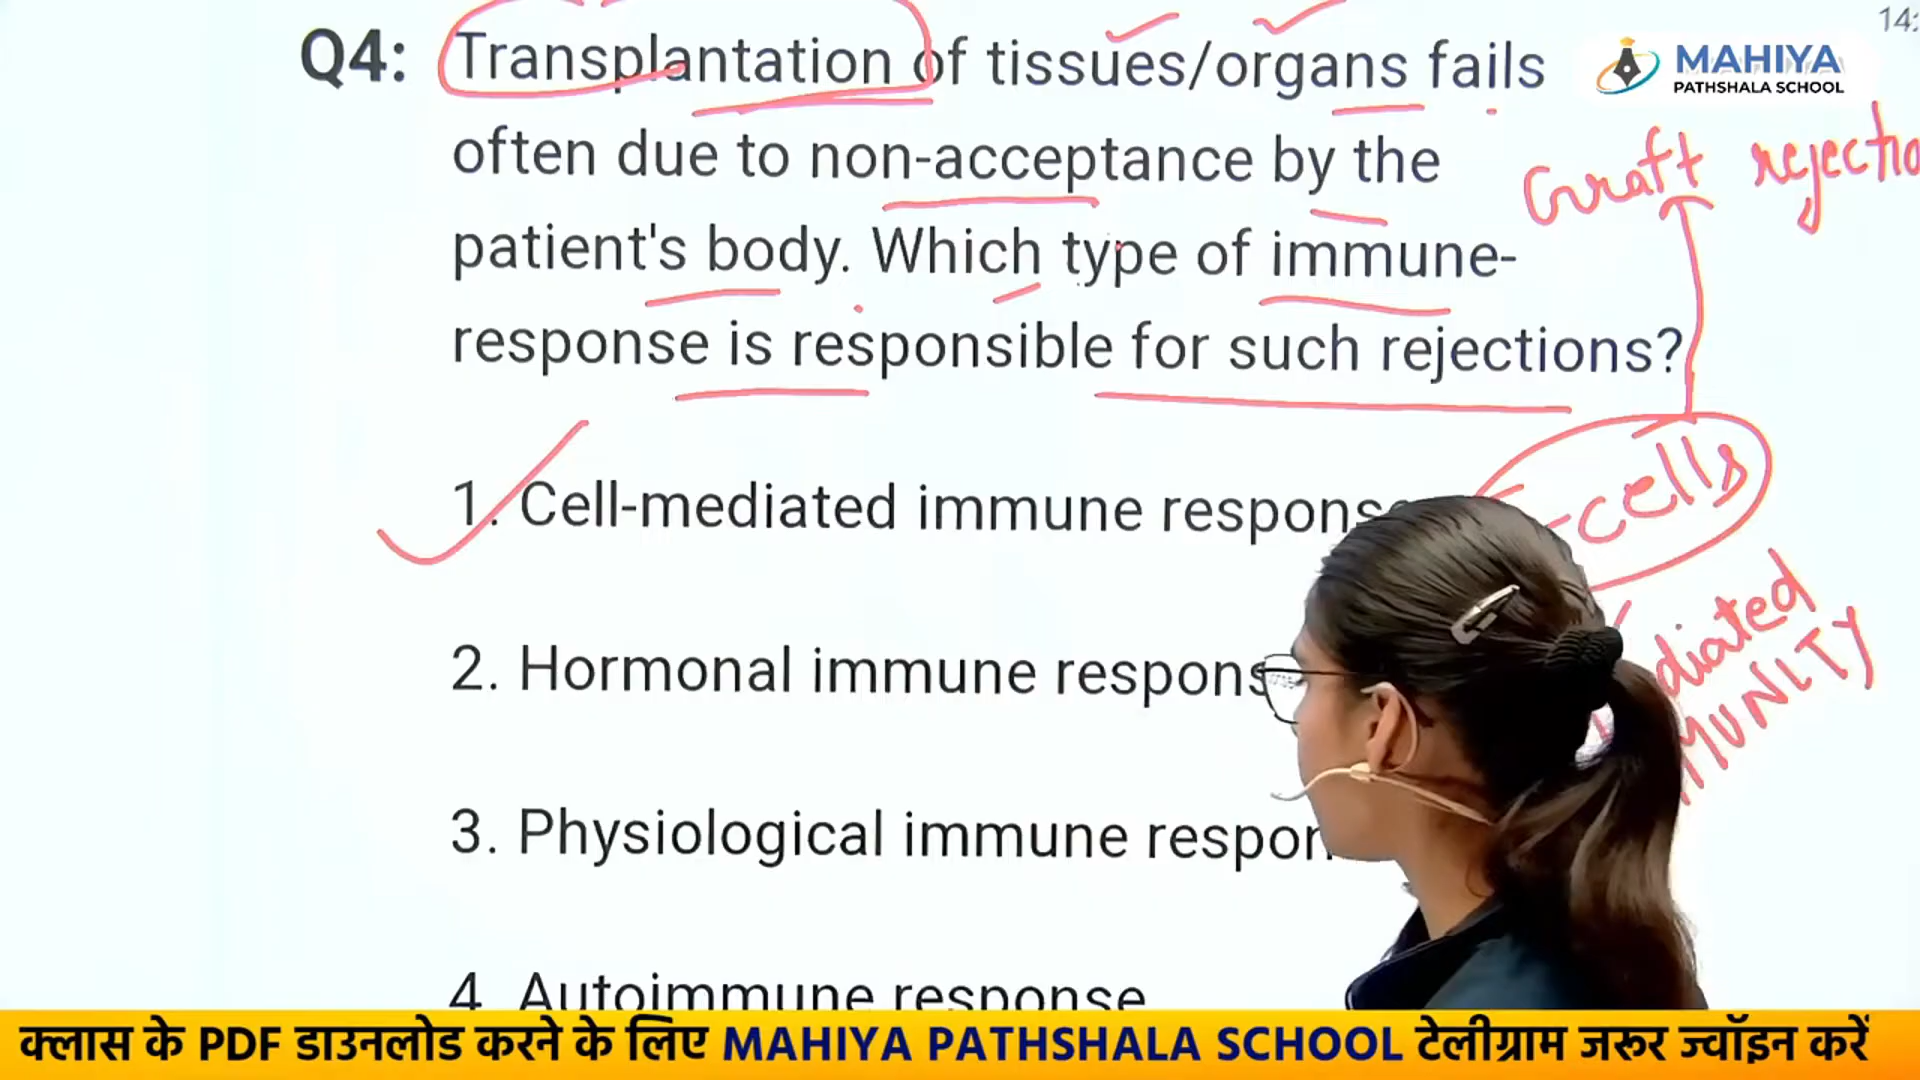 14:
Q4: Transplantation of tissues/organs fails
MAHIYA
PATHSHALA SCHOOL
often due to non-acceptance by the
Graft rejectio
patient's body. Which type of immune-
response is responsible for such rejections?
-cells
1. Cell-mediated immune respons
diated
MUNITY
2. Hormonal immune respons
3. Physiological immune respon
4 Autoimmune response
क्लास के PDF डाउनलोड करने के लिए MAHIYA PATHSHALA SCHOOL टेलीग्राम जरूर ज्वॉइन करें